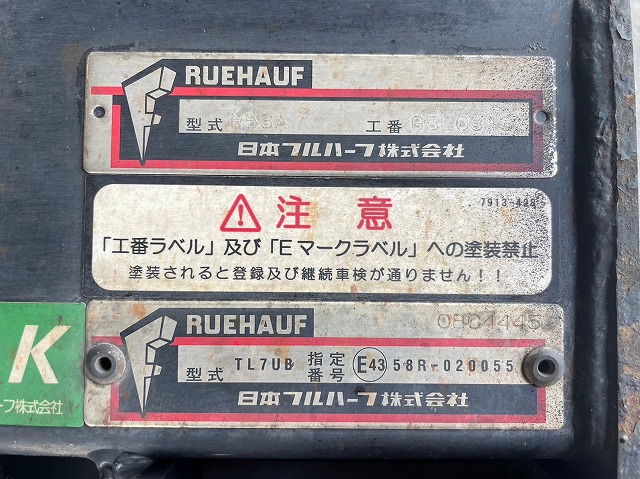 RUEHAUF
型式
工番
日本フルハーフ株式会社
注意
7913-428
「工番ラベル」及び「Eマークラベル」への塗装禁止
塗装されると登録及び継続車検が通りません!!
RUEHAUF
08C4445
型式 TL7UB 指定番号 E43 58R-020055
日本フルハーフ株式会社
K
ーフ株式会社